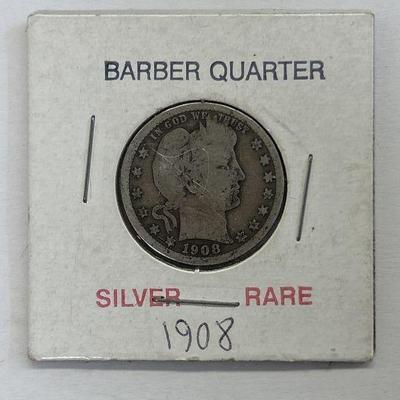 BARBER QUARTER
IN GOD WE TRUST
1908
SILVER RARE
1908